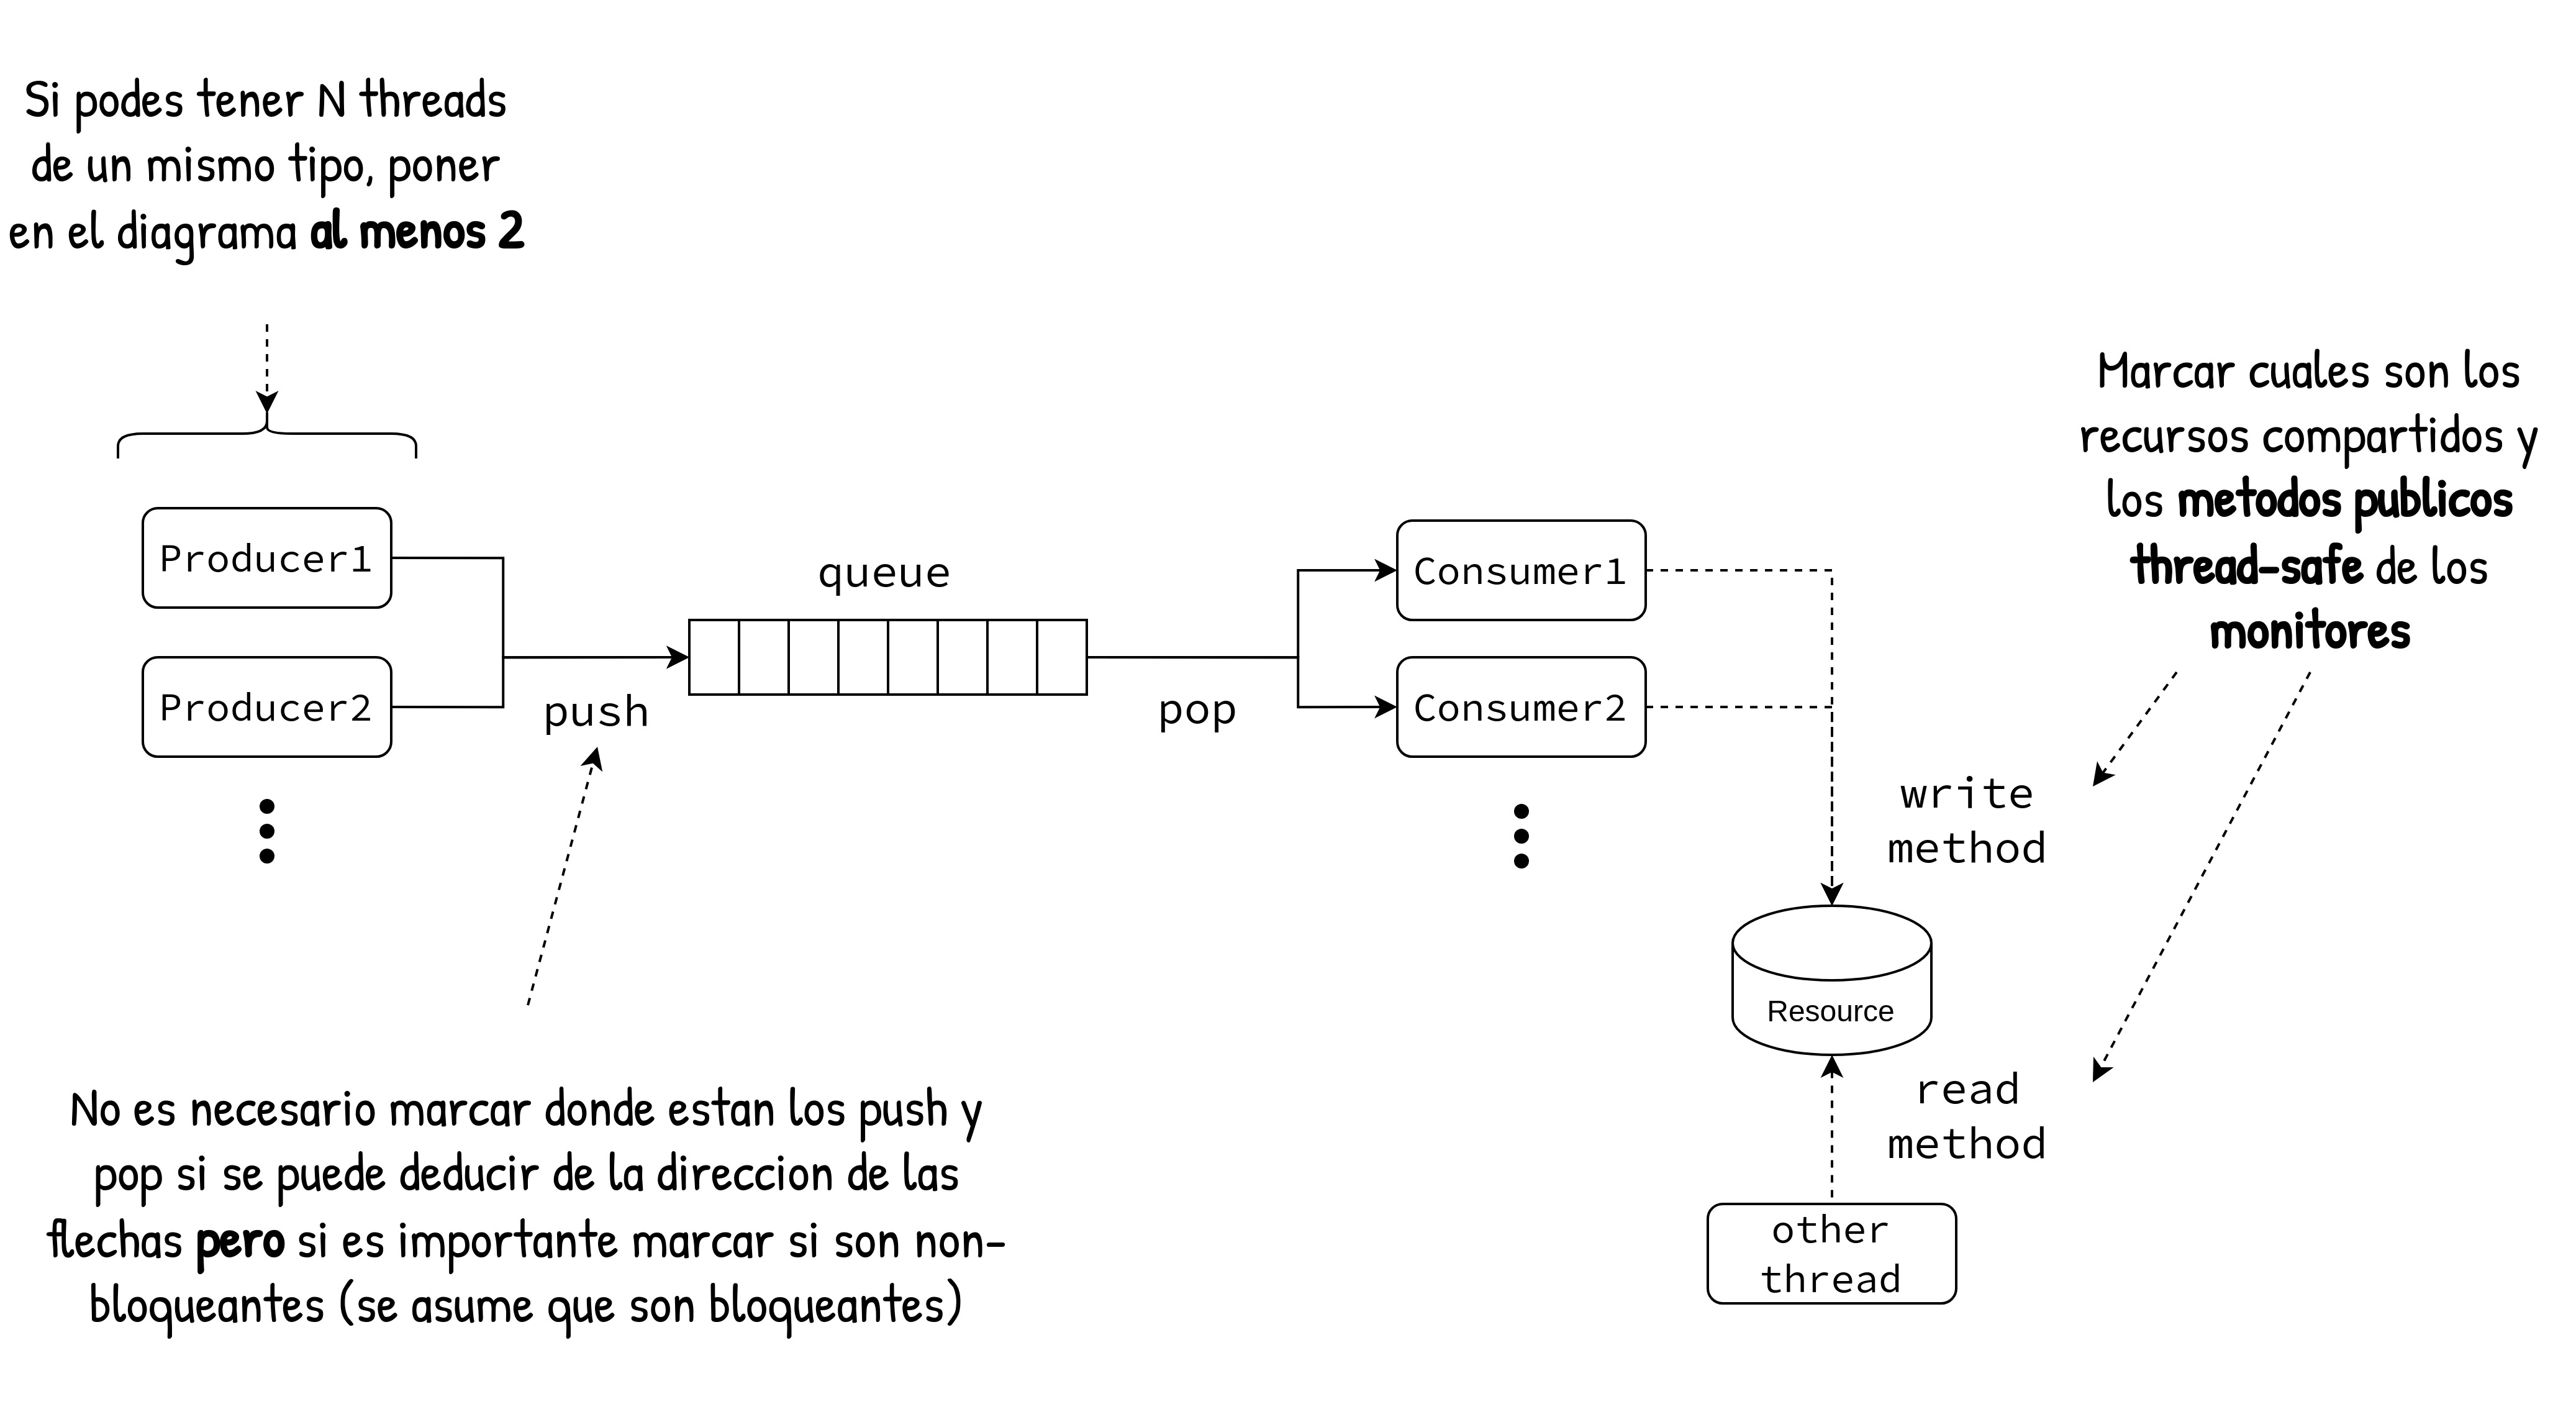 Si podes tener N threads
de un mismo tipo, poner
en el diagrama al menos 2
Producer1
Producer2
push
queue
pop
Consumer1
Consumer2
Marcar cuales son los
recursos compartidos y
los metodos publicos
thread-safe de los
monitores
write
method
Resource
read
method
other
thread
No es necesario marcar donde estan los push y
pop si se puede deducir de la direccion de las
flechas pero si es importante marcar si son non-
bloqueantes (se asume que son bloqueantes)